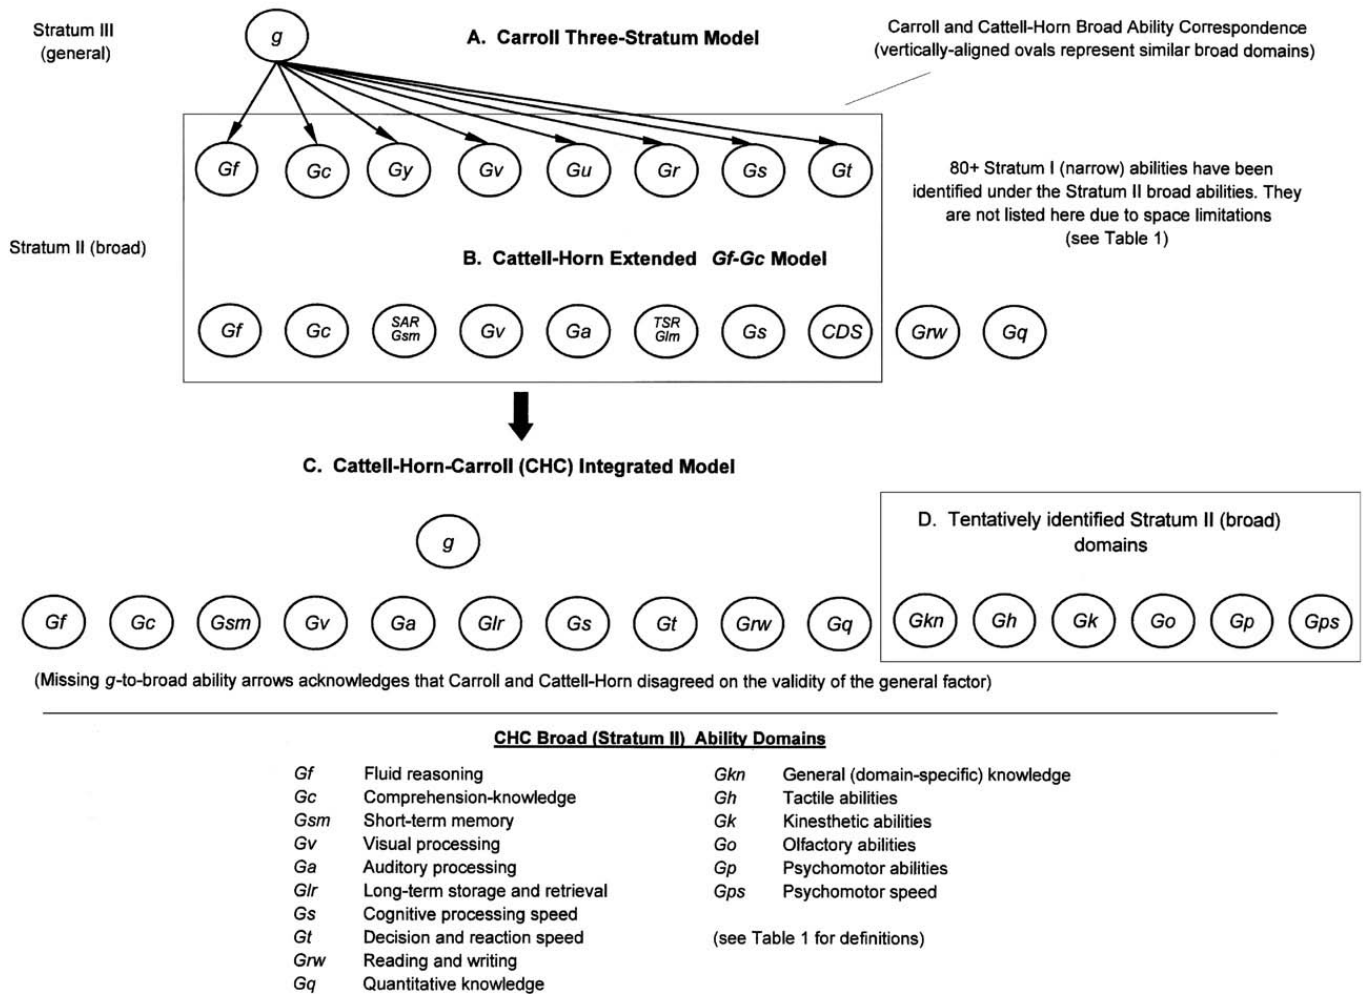 Stratum III
(general)
g
A. Carroll Three-Stratum Model
Carroll and Cattell-Horn Broad Ability Correspondence
(vertically-aligned ovals represent similar broad domains)
Gf Gc Gy Gv Gu Gr Gs Gt
80+ Stratum I (narrow) abilities have been
identified under the Stratum II broad abilities. They
are not listed here due to space limitations
(see Table 1)
Stratum II (broad)
B. Cattell-Horn Extended Gf-Gc Model
Gf Gc SAR Gsm Gv Ga TSR Glm Gs CDS Grw Gq
C. Cattell-Horn-Carroll (CHC) Integrated Model
g
D. Tentatively identified Stratum II (broad)
domains
Gf Gc Gsm Gv Ga Glr Gs Gt Grw Gq Gkn Gh Gk Go Gp Gps
(Missing g-to-broad ability arrows acknowledges that Carroll and Cattell-Horn disagreed on the validity of the general factor)
CHC Broad (Stratum II) Ability Domains
Gf Fluid reasoning
Gc Comprehension-knowledge
Gsm Short-term memory
Gv Visual processing
Ga Auditory processing
Glr Long-term storage and retrieval
Gs Cognitive processing speed
Gt Decision and reaction speed
Grw Reading and writing
Gq Quantitative knowledge
Gkn General (domain-specific) knowledge
Gh Tactile abilities
Gk Kinesthetic abilities
Go Olfactory abilities
Gp Psychomotor abilities
Gps Psychomotor speed
(see Table 1 for definitions)